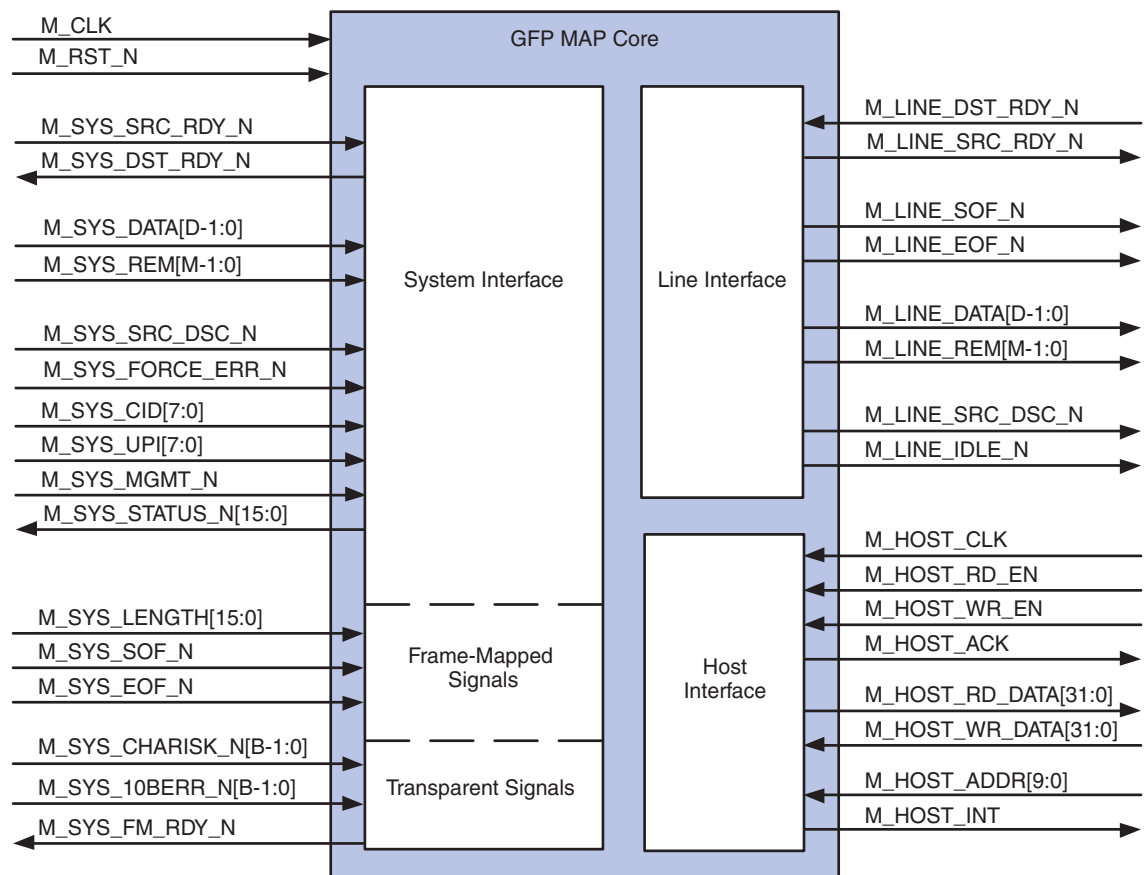 M_CLK
M_RST_N
GFP MAP Core
M_SYS_SRC_RDY_N
M_SYS_DST_RDY_N
M_SYS_DATA[D-1:0]
M_SYS_REM[M-1:0]
M_SYS_SRC_DSC_N
M_SYS_FORCE_ERR_N
M_SYS_CID[7:0]
M_SYS_UPI[7:0]
M_SYS_MGMT_N
M_SYS_STATUS_N[15:0]
M_SYS_LENGTH[15:0]
M_SYS_SOF_N
M_SYS_EOF_N
M_SYS_CHARISK_N[B-1:0]
M_SYS_10BERR_N[B-1:0]
M_SYS_FM_RDY_N
System Interface
Frame-Mapped
Signals
Transparent Signals
Line Interface
Host
Interface
M_LINE_DST_RDY_N
M_LINE_SRC_RDY_N
M_LINE_SOF_N
M_LINE_EOF_N
M_LINE_DATA[D-1:0]
M_LINE_REM[M-1:0]
M_LINE_SRC_DSC_N
M_LINE_IDLE_N
M_HOST_CLK
M_HOST_RD_EN
M_HOST_WR_EN
M_HOST_ACK
M_HOST_RD_DATA[31:0]
M_HOST_WR_DATA[31:0]
M_HOST_ADDR[9:0]
M_HOST_INT